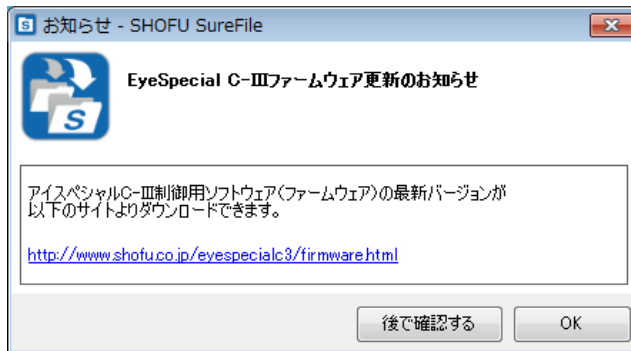 お知らせ - SHOFU SureFile
EyeSpecial C-Ⅲファームウェア更新のお知らせ
S
アイスペシャルC-Ⅲ制御用ソフトウェア(ファームウェア)の最新バージョンが
以下のサイトよりダウンロードできます。
http://www.shofu.co.jp/eyespecialc3/firmware.html
後で確認する
OK